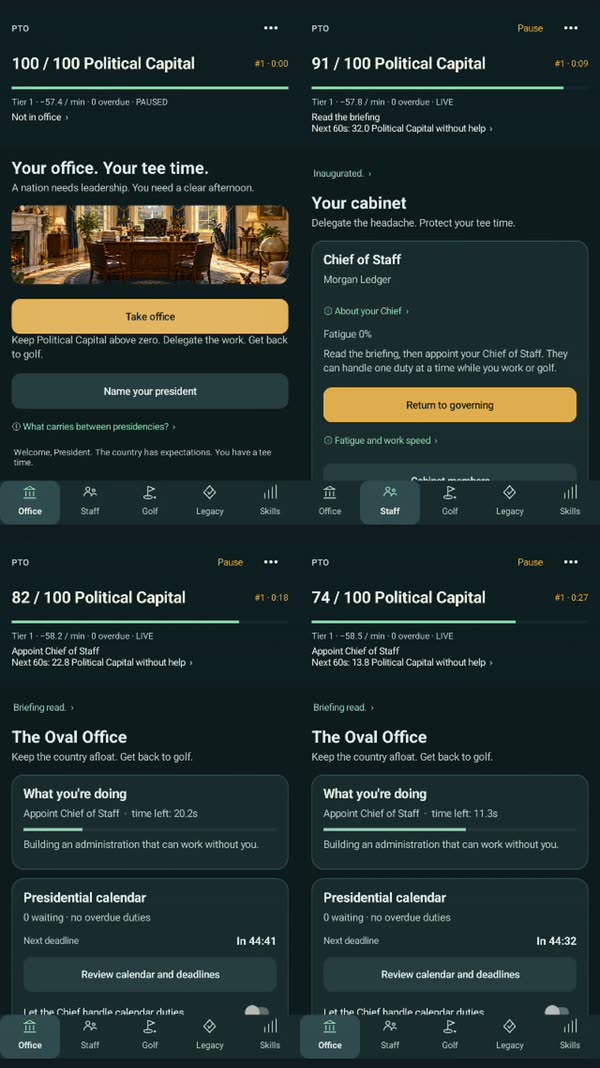 PTO
•••
100 / 100 Political Capital
#1 · 0:00
Tier 1 · −57.4 / min · 0 overdue · PAUSED
Not in office ›
Your office. Your tee time.
A nation needs leadership. You need a clear afternoon.
Take office
Keep Political Capital above zero. Delegate the work. Get back
to golf.
Name your president
ⓘ What carries between presidencies? ›
Welcome, President. The country has expectations. You have a tee
time.
Office
Staff
Golf
Legacy
Skills
PTO
Pause
•••
91 / 100 Political Capital
#1 · 0:09
Tier 1 · −57.8 / min · 0 overdue · LIVE
Read the briefing
Next 60s: 32.0 Political Capital without help ›
Inaugurated. ›
Your cabinet
Delegate the headache. Protect your tee time.
Chief of Staff
Morgan Ledger
ⓘ About your Chief ›
Fatigue 0%
Read the briefing, then appoint your Chief of Staff. They
can handle one duty at a time while you work or golf.
Return to governing
ⓘ Fatigue and work speed ›
Cabinet members
Office
Staff
Golf
Legacy
Skills
PTO
Pause
•••
82 / 100 Political Capital
#1 · 0:18
Tier 1 · −58.2 / min · 0 overdue · LIVE
Appoint Chief of Staff
Next 60s: 22.8 Political Capital without help ›
Briefing read. ›
The Oval Office
Keep the country afloat. Get back to golf.
What you're doing
Appoint Chief of Staff · time left: 20.2s
Building an administration that can work without you.
Presidential calendar
0 waiting · no overdue duties
Next deadline
In 44:41
Review calendar and deadlines
Let the Chief handle calendar duties
Office
Staff
Golf
Legacy
Skills
PTO
Pause
•••
74 / 100 Political Capital
#1 · 0:27
Tier 1 · −58.5 / min · 0 overdue · LIVE
Appoint Chief of Staff
Next 60s: 13.8 Political Capital without help ›
Briefing read. ›
The Oval Office
Keep the country afloat. Get back to golf.
What you're doing
Appoint Chief of Staff · time left: 11.3s
Building an administration that can work without you.
Presidential calendar
0 waiting · no overdue duties
Next deadline
In 44:32
Review calendar and deadlines
Let the Chief handle calendar duties
Office
Staff
Golf
Legacy
Skills